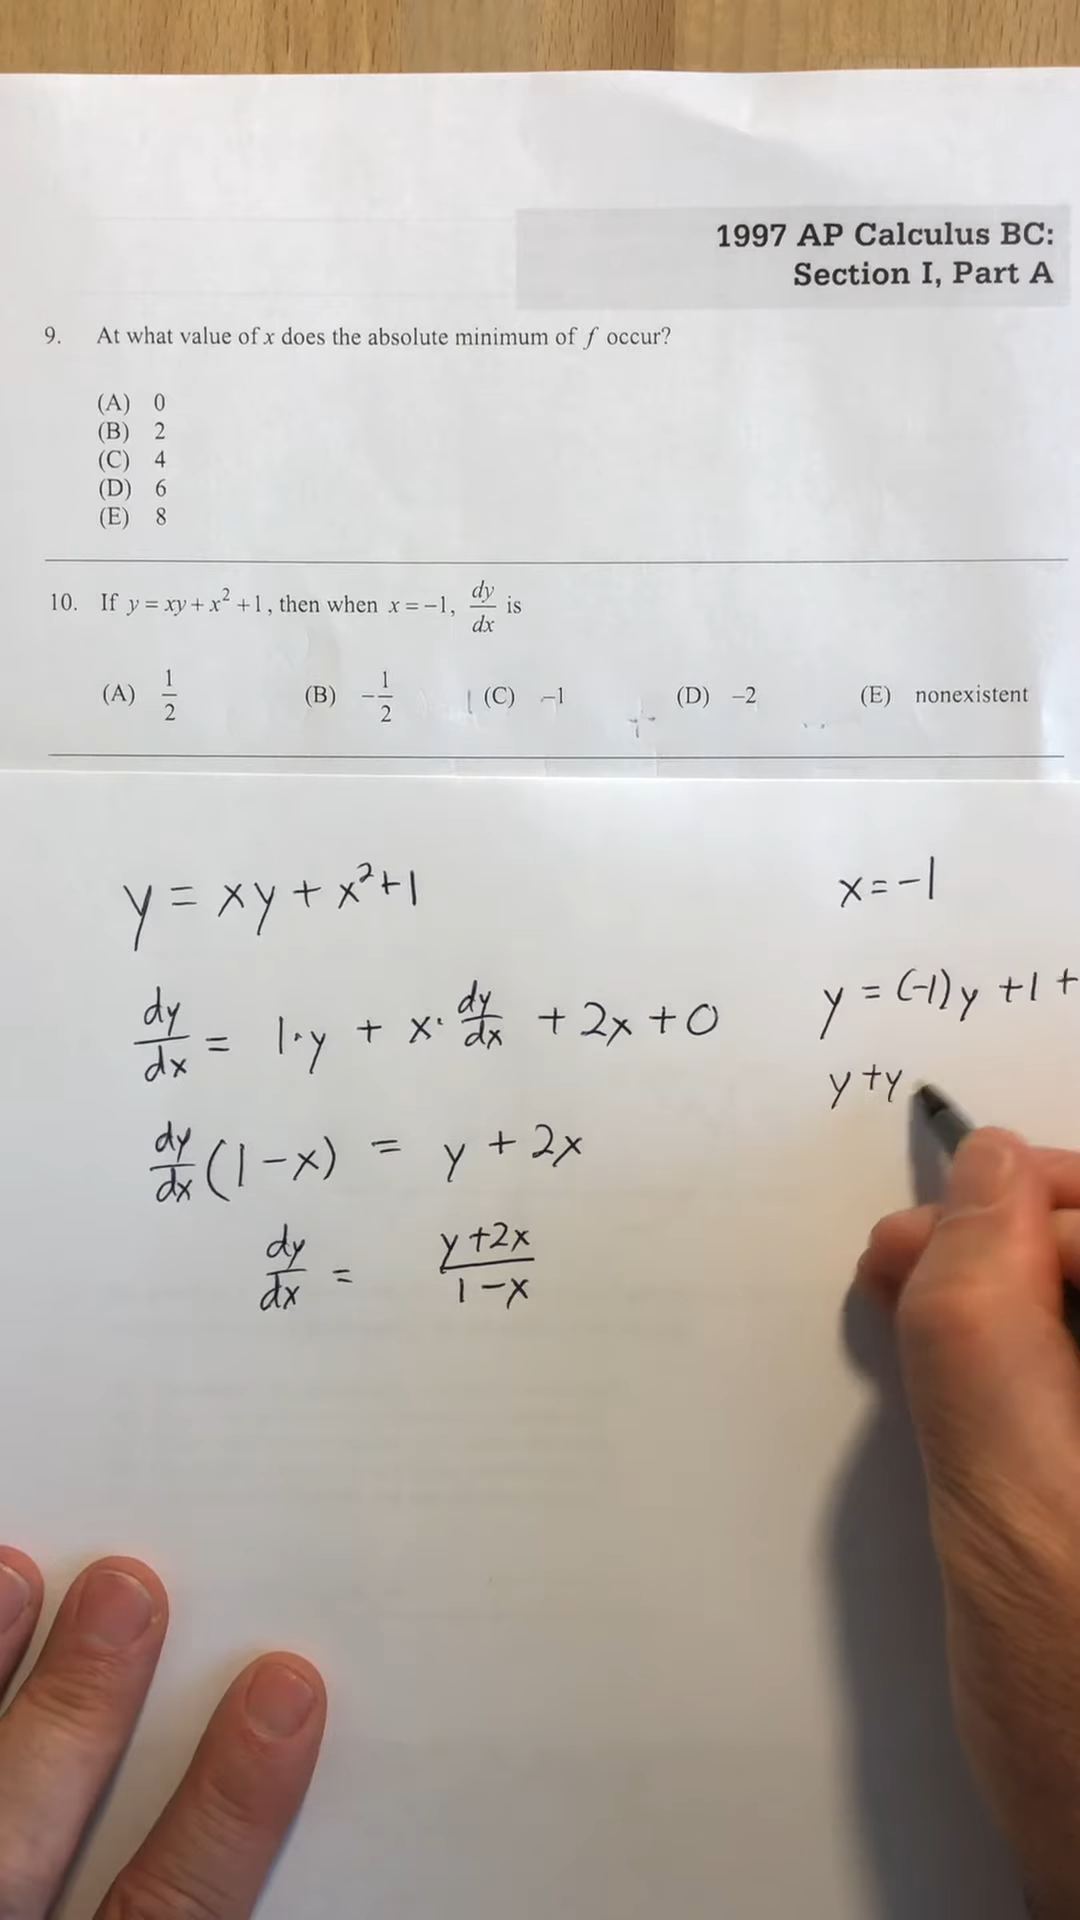 1997 AP Calculus BC:
Section I, Part A
9. At what value of x does the absolute minimum of f occur?
(A) 0
(B) 2
(C) 4
(D) 6
(E) 8
10. If y = xy + x² + 1, then when x = −1, dy/dx is
(A) 1/2 (B) −1/2 (C) −1 (D) −2 (E) nonexistent
y = xy + x² + 1
dy/dx = 1·y + x·dy/dx + 2x + 0
dy/dx (1 − x) = y + 2x
dy/dx = (y + 2x)/(1 − x)
x = −1
y = (−1)y + 1 +
y + y